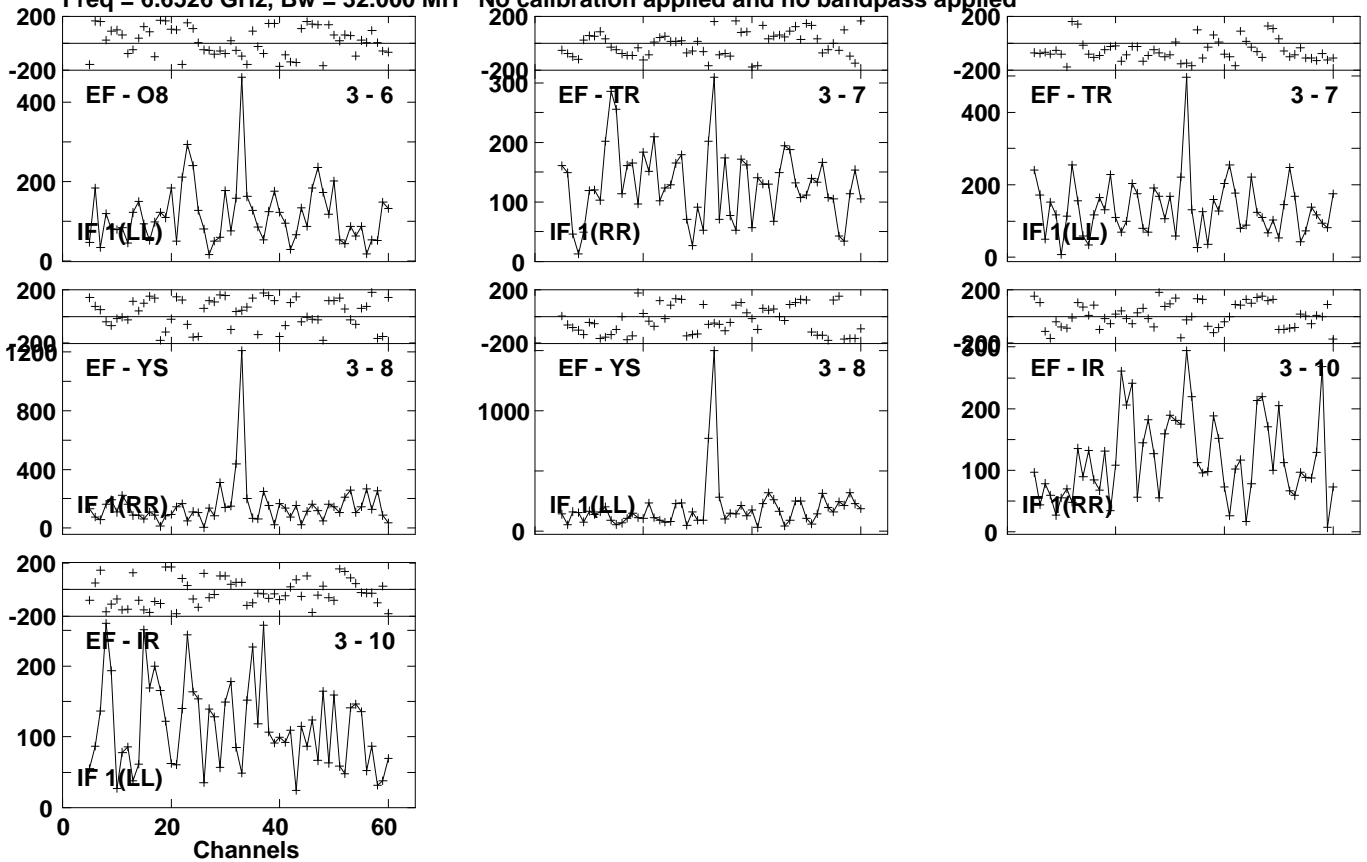 Freq = 6.6526 GHz, Bw = 32.000 MH No calibration applied and no bandpass applied
200
-200
EF - O8 3 - 6
400
200
0
IF 1(LL)
200
-200
300
EF - TR 3 - 7
200
100
0
IF 1(RR)
200
-200
EF - TR 3 - 7
400
200
0
IF 1(LL)
200
-200
1200
EF - YS 3 - 8
800
400
0
IF 1(RR)
200
-200
EF - YS 3 - 8
1000
0
IF 1(LL)
200
-200
300
EF - IR 3 - 10
200
100
0
IF 1(RR)
200
-200
EF - IR 3 - 10
200
100
0
IF 1(LL)
0 20 40 60
Channels